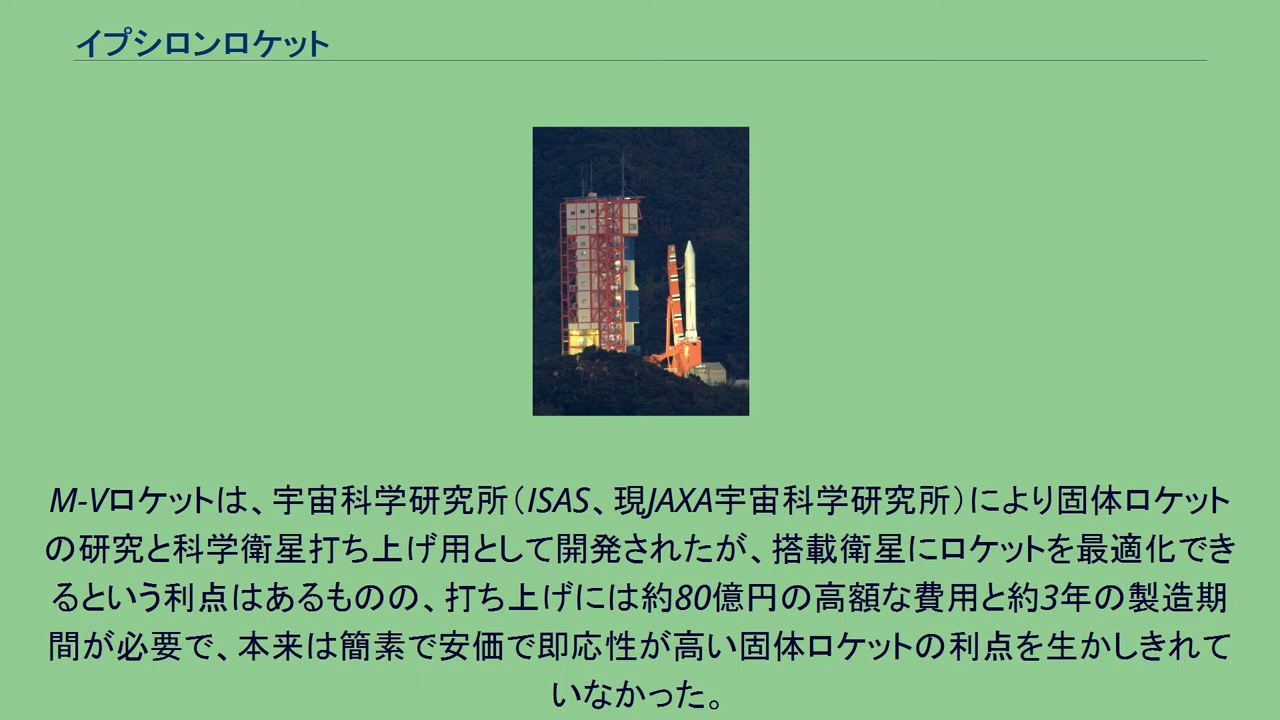 イプシロンロケット
M-Vロケットは、宇宙科学研究所（ISAS、現JAXA宇宙科学研究所）により固体ロケット
の研究と科学衛星打ち上げ用として開発されたが、搭載衛星にロケットを最適化でき
るという利点はあるものの、打ち上げには約80億円の高額な費用と約3年の製造期
間が必要で、本来は簡素で安価で即応性が高い固体ロケットの利点を生かしきれて
いなかった。